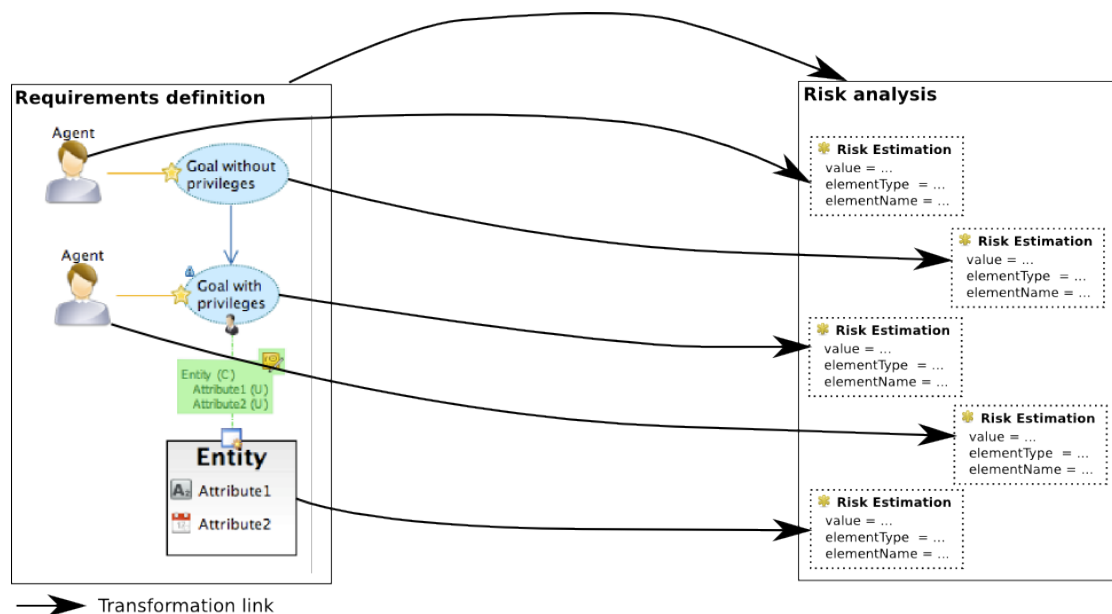 Requirements definition
Agent
Goal without
privileges
Agent
Goal with
privileges
Entity (C)
Attribute1 (U)
Attribute2 (U)
Entity
Attribute1
Attribute2
Transformation link
Risk analysis
Risk Estimation
value = ...
elementType = ...
elementName = ...
Risk Estimation
value = ...
elementType = ...
elementName = ...
Risk Estimation
value = ...
elementType = ...
elementName = ...
Risk Estimation
value = ...
elementType = ...
elementName = ...
Risk Estimation
value = ...
elementType = ...
elementName = ...